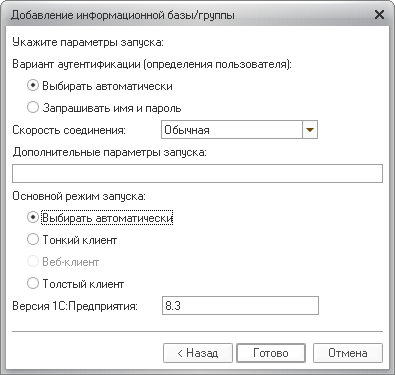 Добавление информационной базы/группы
Укажите параметры запуска:
Вариант аутентификации (определения пользователя):
Выбирать автоматически
Запрашивать имя и пароль
Скорость соединения: Обычная
Дополнительные параметры запуска:
Основной режим запуска:
Выбирать автоматически
Тонкий клиент
Веб-клиент
Толстый клиент
Версия 1С:Предприятия: 8.3
< Назад Готово Отмена